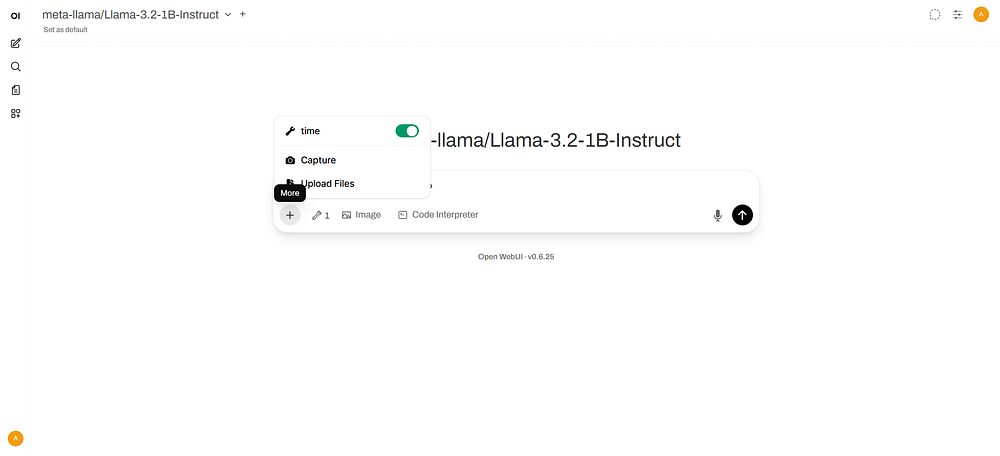 OI meta-llama/Llama-3.2-1B-Instruct + A
Set as default
time
-llama/Llama-3.2-1B-Instruct
Capture
Upload Files
More
+ 1 Image Code Interpreter
Open WebUI · v0.6.25
A